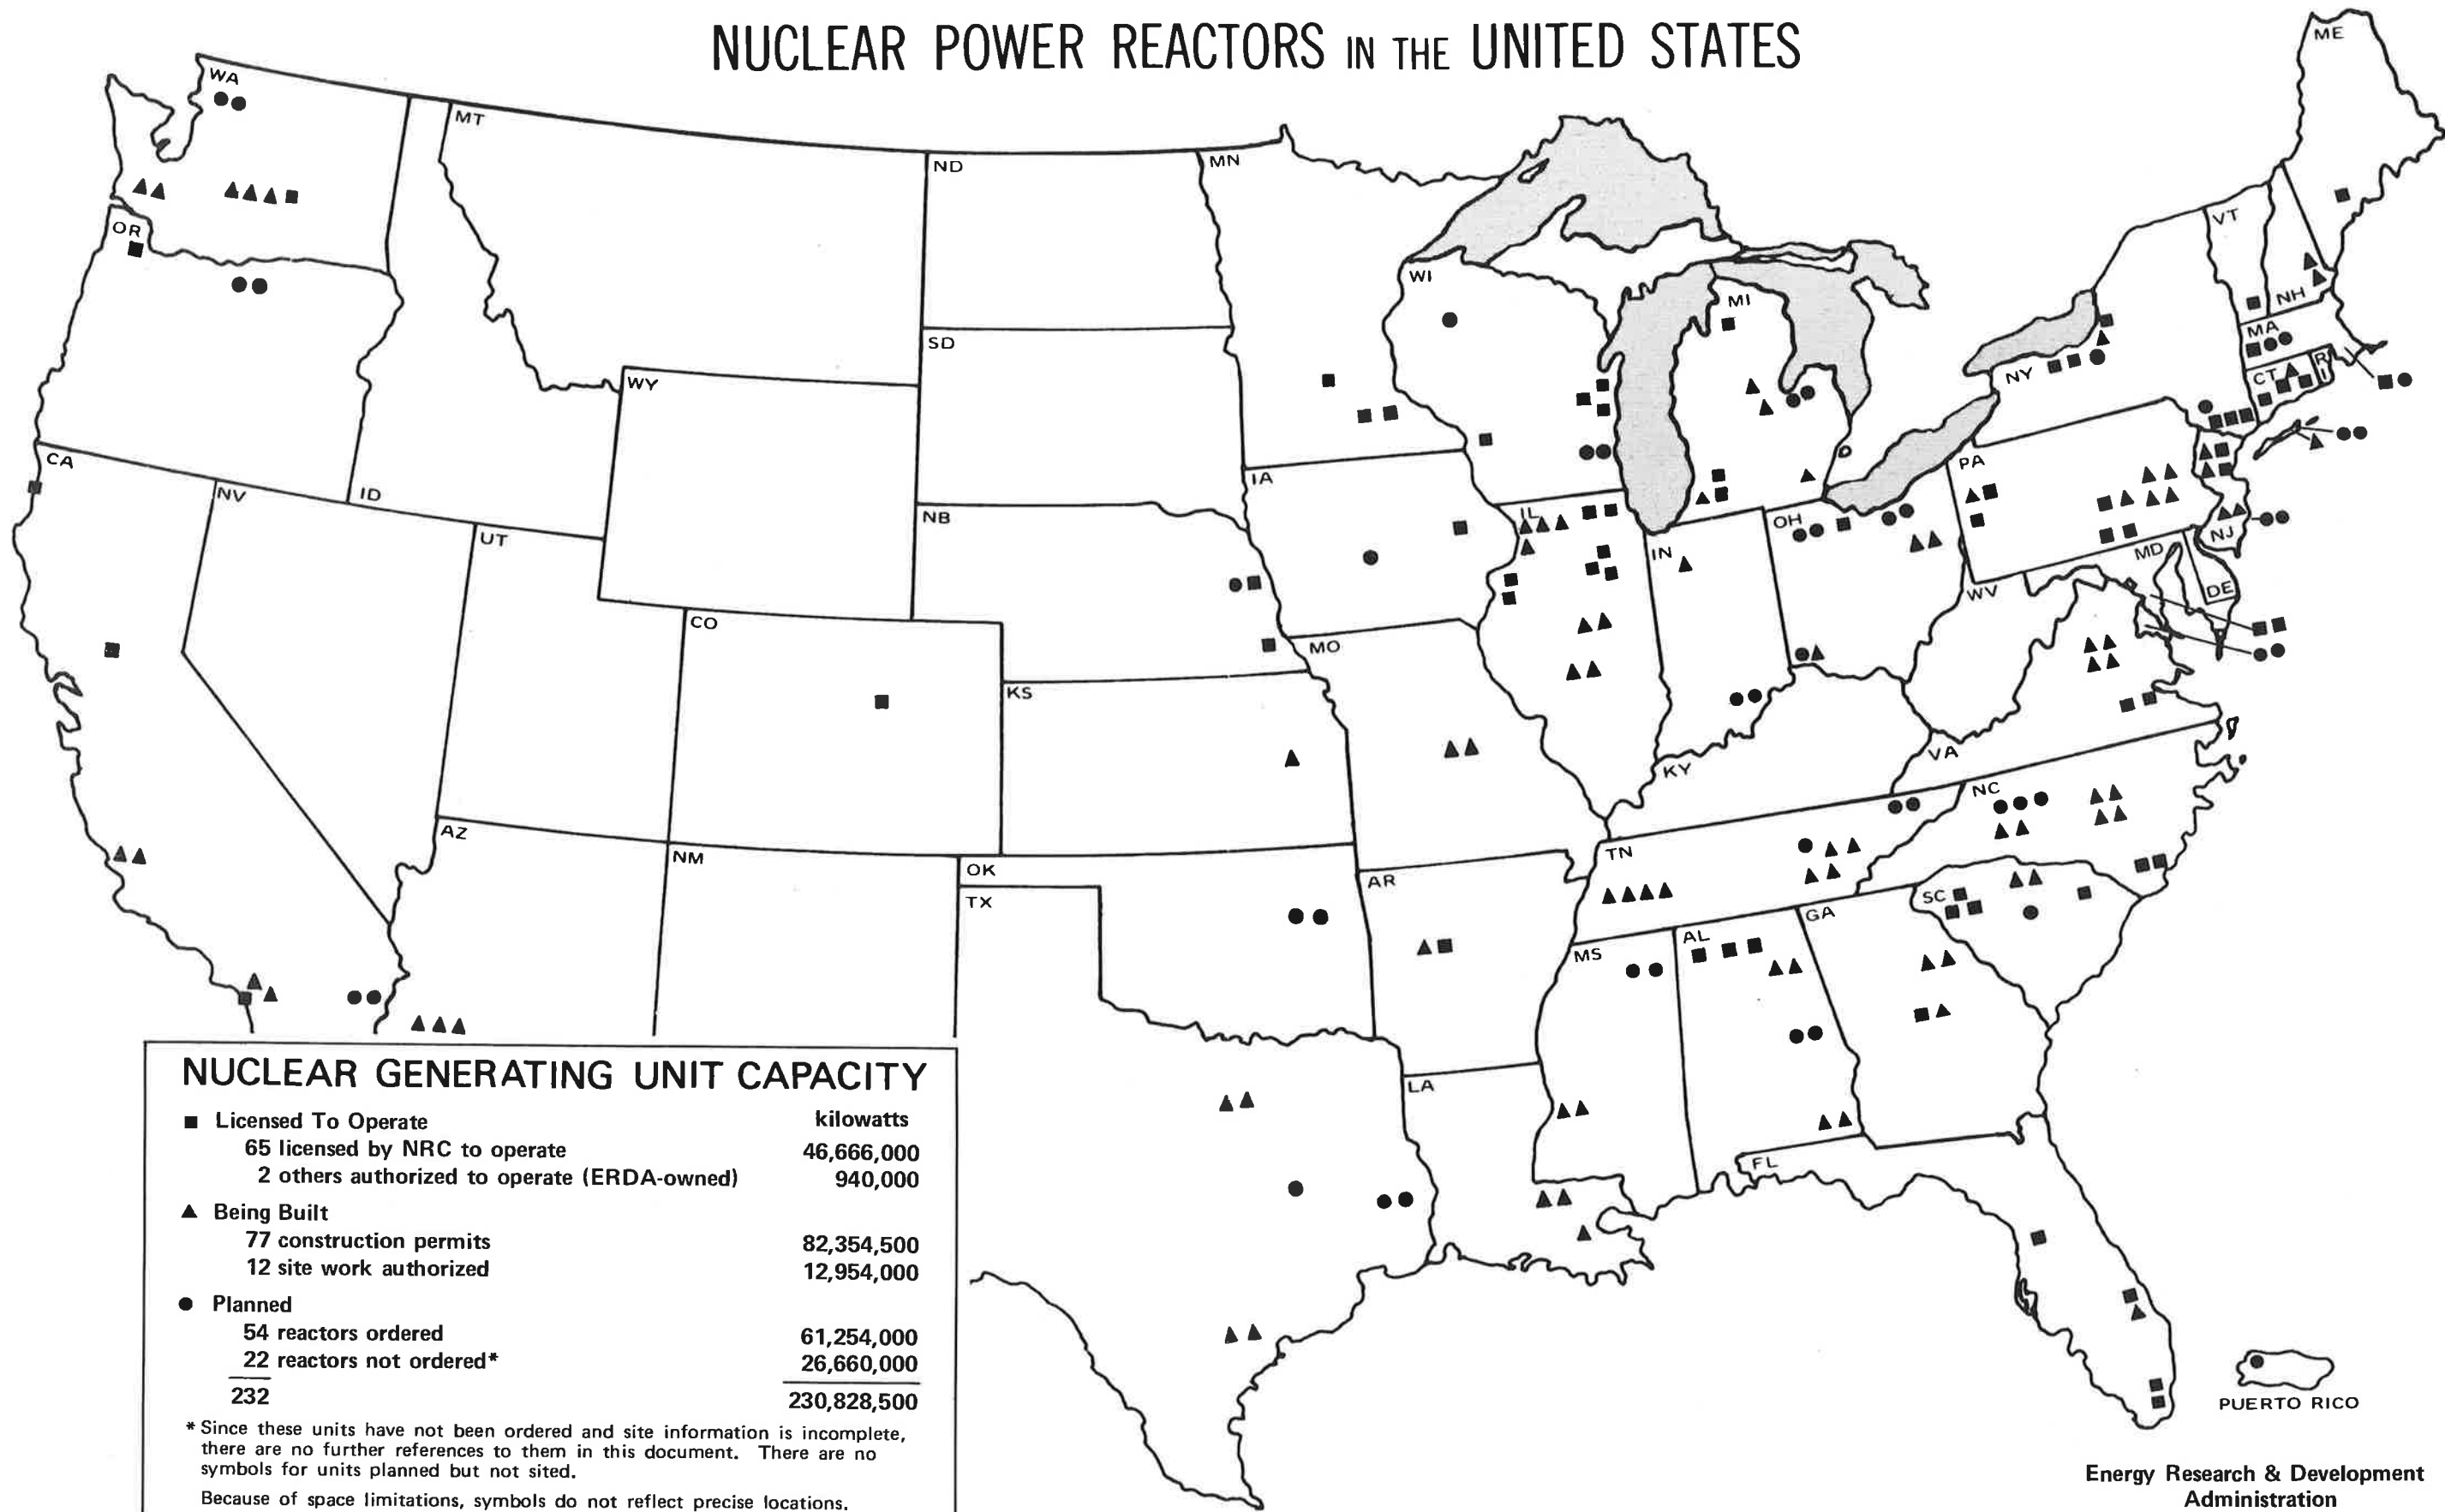 NUCLEAR POWER REACTORS IN THE UNITED STATES
ME
WA
MT
ND
MN
VT
OR
WI
MI
NH
SD
MA
WY
NY
CT
RI
CA
PA
IA
NV
ID
NB
IL
OH
UT
IN
MD
NJ
WV
DE
CO
MO
KS
KY
VA
NC
AZ
NM
TN
OK
AR
TX
SC
GA
MS
AL
LA
FL
NUCLEAR GENERATING UNIT CAPACITY
■ Licensed To Operate kilowatts
65 licensed by NRC to operate 46,666,000
2 others authorized to operate (ERDA-owned) 940,000
▲ Being Built
77 construction permits 82,354,500
12 site work authorized 12,954,000
● Planned
54 reactors ordered 61,254,000
22 reactors not ordered* 26,660,000
232 230,828,500
* Since these units have not been ordered and site information is incomplete,
there are no further references to them in this document. There are no
symbols for units planned but not sited.
Because of space limitations, symbols do not reflect precise locations.
PUERTO RICO
Energy Research & Development
Administration